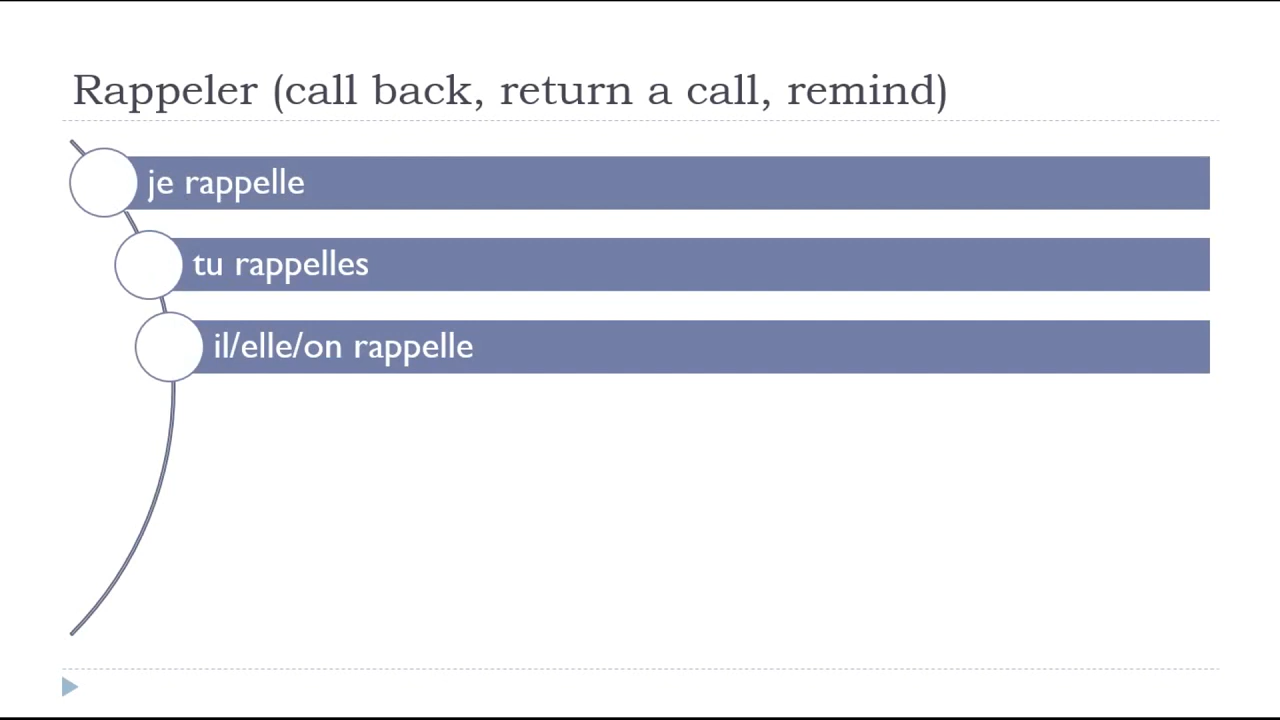 Rappeler (call back, return a call, remind)
je rappelle
tu rappelles
il/elle/on rappelle